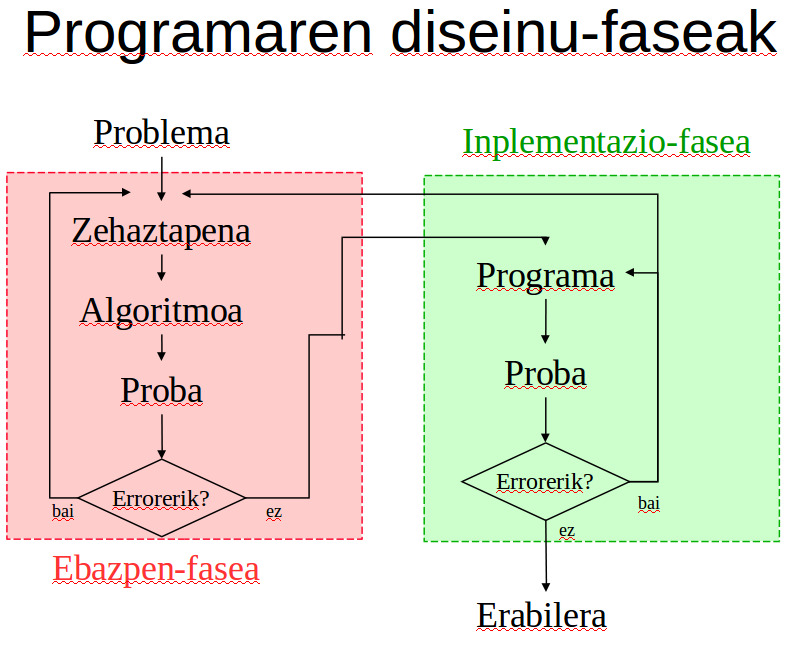 Programaren diseinu-faseak
Problema
Zehaztapena
Algoritmoa
Proba
Errorerik?
bai
ez
Ebazpen-fasea
Inplementazio-fasea
Programa
Proba
Errorerik?
bai
ez
Erabilera